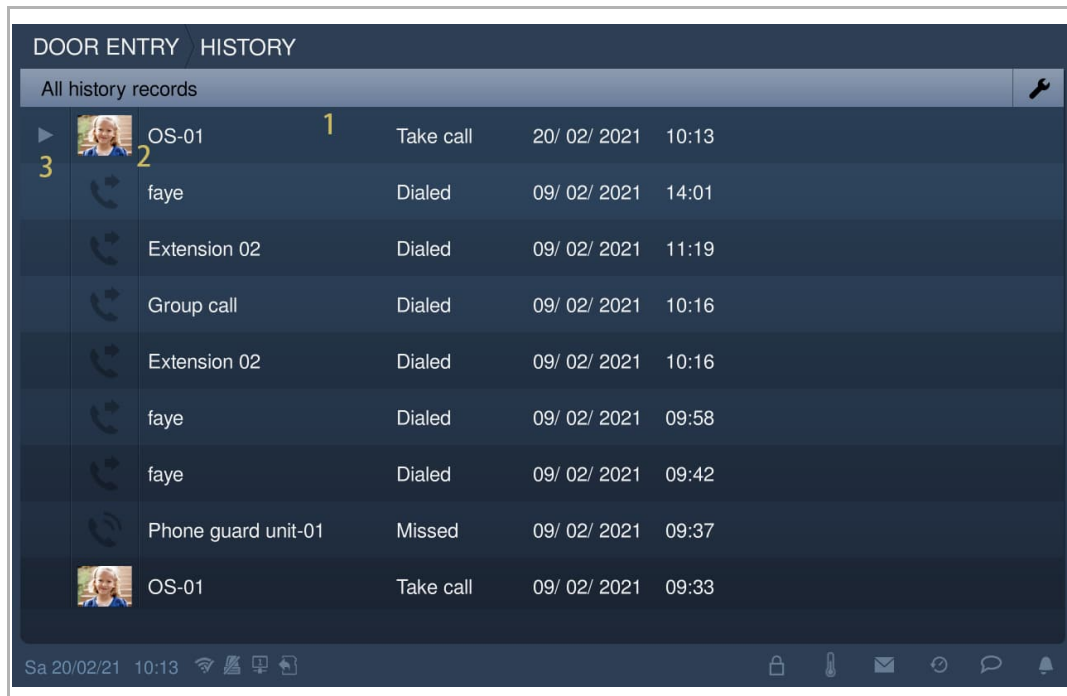 DOOR ENTRY HISTORY
All history records
1
OS-01 Take call 20/ 02/ 2021 10:13
3 2
faye Dialed 09/ 02/ 2021 14:01
Extension 02 Dialed 09/ 02/ 2021 11:19
Group call Dialed 09/ 02/ 2021 10:16
Extension 02 Dialed 09/ 02/ 2021 10:16
faye Dialed 09/ 02/ 2021 09:58
faye Dialed 09/ 02/ 2021 09:42
Phone guard unit-01 Missed 09/ 02/ 2021 09:37
OS-01 Take call 09/ 02/ 2021 09:33
Sa 20/02/21 10:13